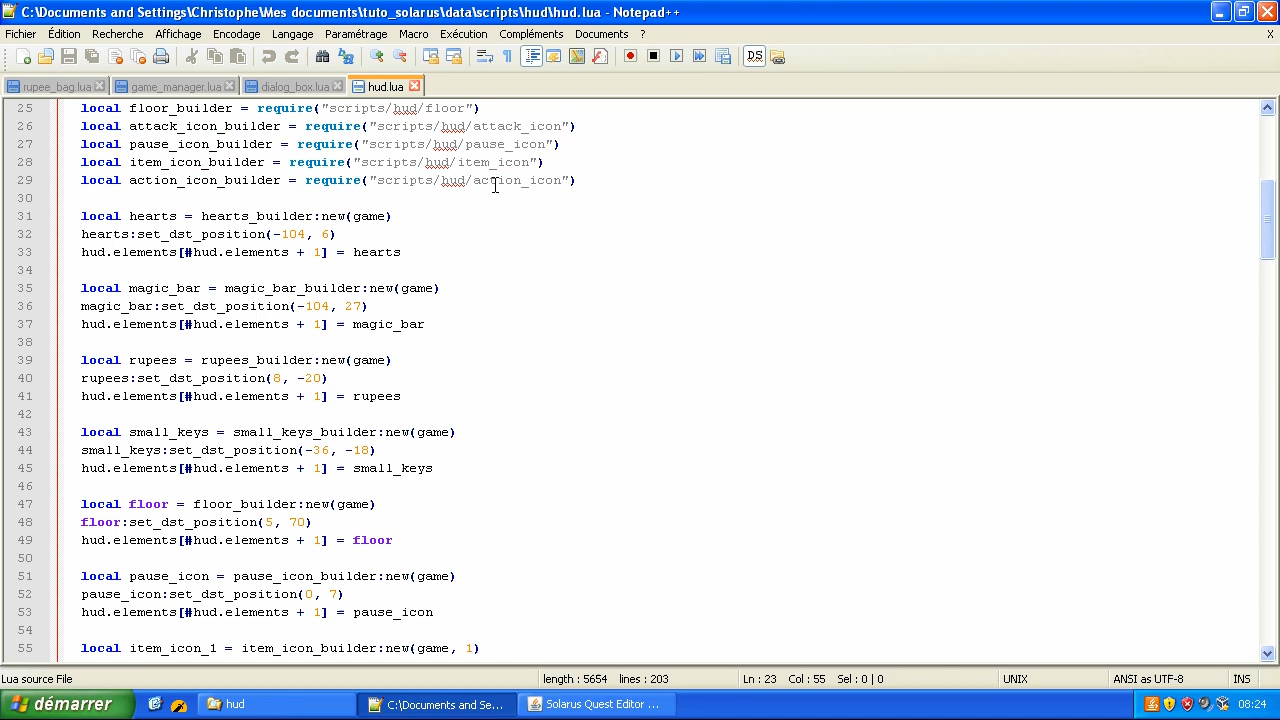 C:\Documents and Settings\Christophe\Mes documents\tuto_solarus\data\scripts\hud\hud.lua - Notepad++
Fichier Édition Recherche Affichage Encodage Langage Paramétrage Macro Exécution Compléments Documents ? X
rupee_bag.lua game_manager.lua dialog_box.lua hud.lua
25 local floor_builder = require("scripts/hud/floor")
26 local attack_icon_builder = require("scripts/hud/attack_icon")
27 local pause_icon_builder = require("scripts/hud/pause_icon")
28 local item_icon_builder = require("scripts/hud/item_icon")
29 local action_icon_builder = require("scripts/hud/action_icon")
30
31 local hearts = hearts_builder:new(game)
32 hearts:set_dst_position(-104, 6)
33 hud.elements[#hud.elements + 1] = hearts
34
35 local magic_bar = magic_bar_builder:new(game)
36 magic_bar:set_dst_position(-104, 27)
37 hud.elements[#hud.elements + 1] = magic_bar
38
39 local rupees = rupees_builder:new(game)
40 rupees:set_dst_position(8, -20)
41 hud.elements[#hud.elements + 1] = rupees
42
43 local small_keys = small_keys_builder:new(game)
44 small_keys:set_dst_position(-36, -18)
45 hud.elements[#hud.elements + 1] = small_keys
46
47 local floor = floor_builder:new(game)
48 floor:set_dst_position(5, 70)
49 hud.elements[#hud.elements + 1] = floor
50
51 local pause_icon = pause_icon_builder:new(game)
52 pause_icon:set_dst_position(0, 7)
53 hud.elements[#hud.elements + 1] = pause_icon
54
55 local item_icon_1 = item_icon_builder:new(game, 1)
Lua source File length : 5654 lines : 203 Ln : 23 Col : 55 Sel : 0 | 0 UNIX ANSI as UTF-8 INS
démarrer hud C:\Documents and Se... Solarus Quest Editor ... 08:24